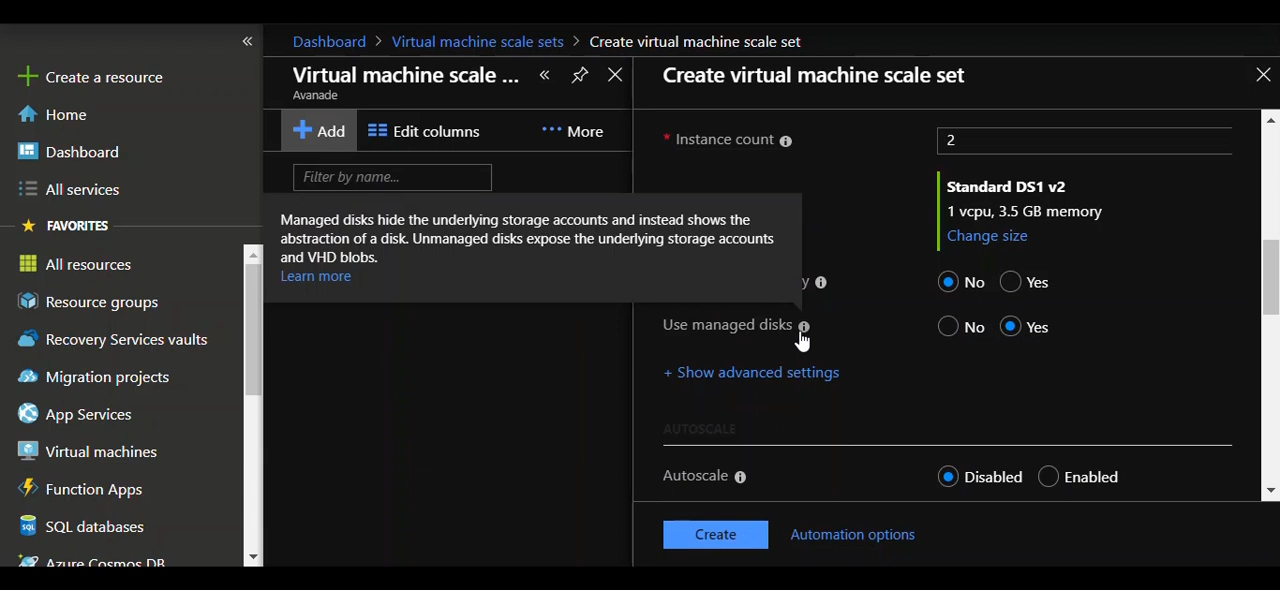 Dashboard > Virtual machine scale sets > Create virtual machine scale set
Create a resource
Home
Dashboard
All services
FAVORITES
All resources
Resource groups
Recovery Services vaults
Migration projects
App Services
Virtual machines
Function Apps
SQL databases
Azure Cosmos DB
Virtual machine scale ...
Avanade
Add
Edit columns
... More
Filter by name...
Managed disks hide the underlying storage accounts and instead shows the
abstraction of a disk. Unmanaged disks expose the underlying storage accounts
and VHD blobs.
Learn more
Create virtual machine scale set
* Instance count
2
Standard DS1 v2
1 vcpu, 3.5 GB memory
Change size
y
No Yes
Use managed disks
No Yes
+ Show advanced settings
AUTOSCALE
Autoscale
Disabled Enabled
Create
Automation options